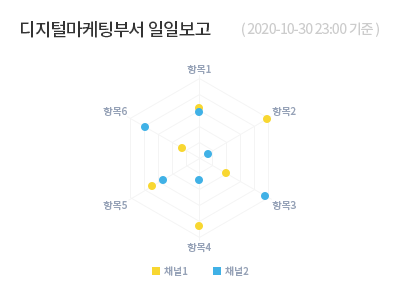 디지털마케팅부서 일일보고
( 2020-10-30 23:00 기준 )
항목1
항목6
항목2
항목5
항목3
항목4
채널1
채널2